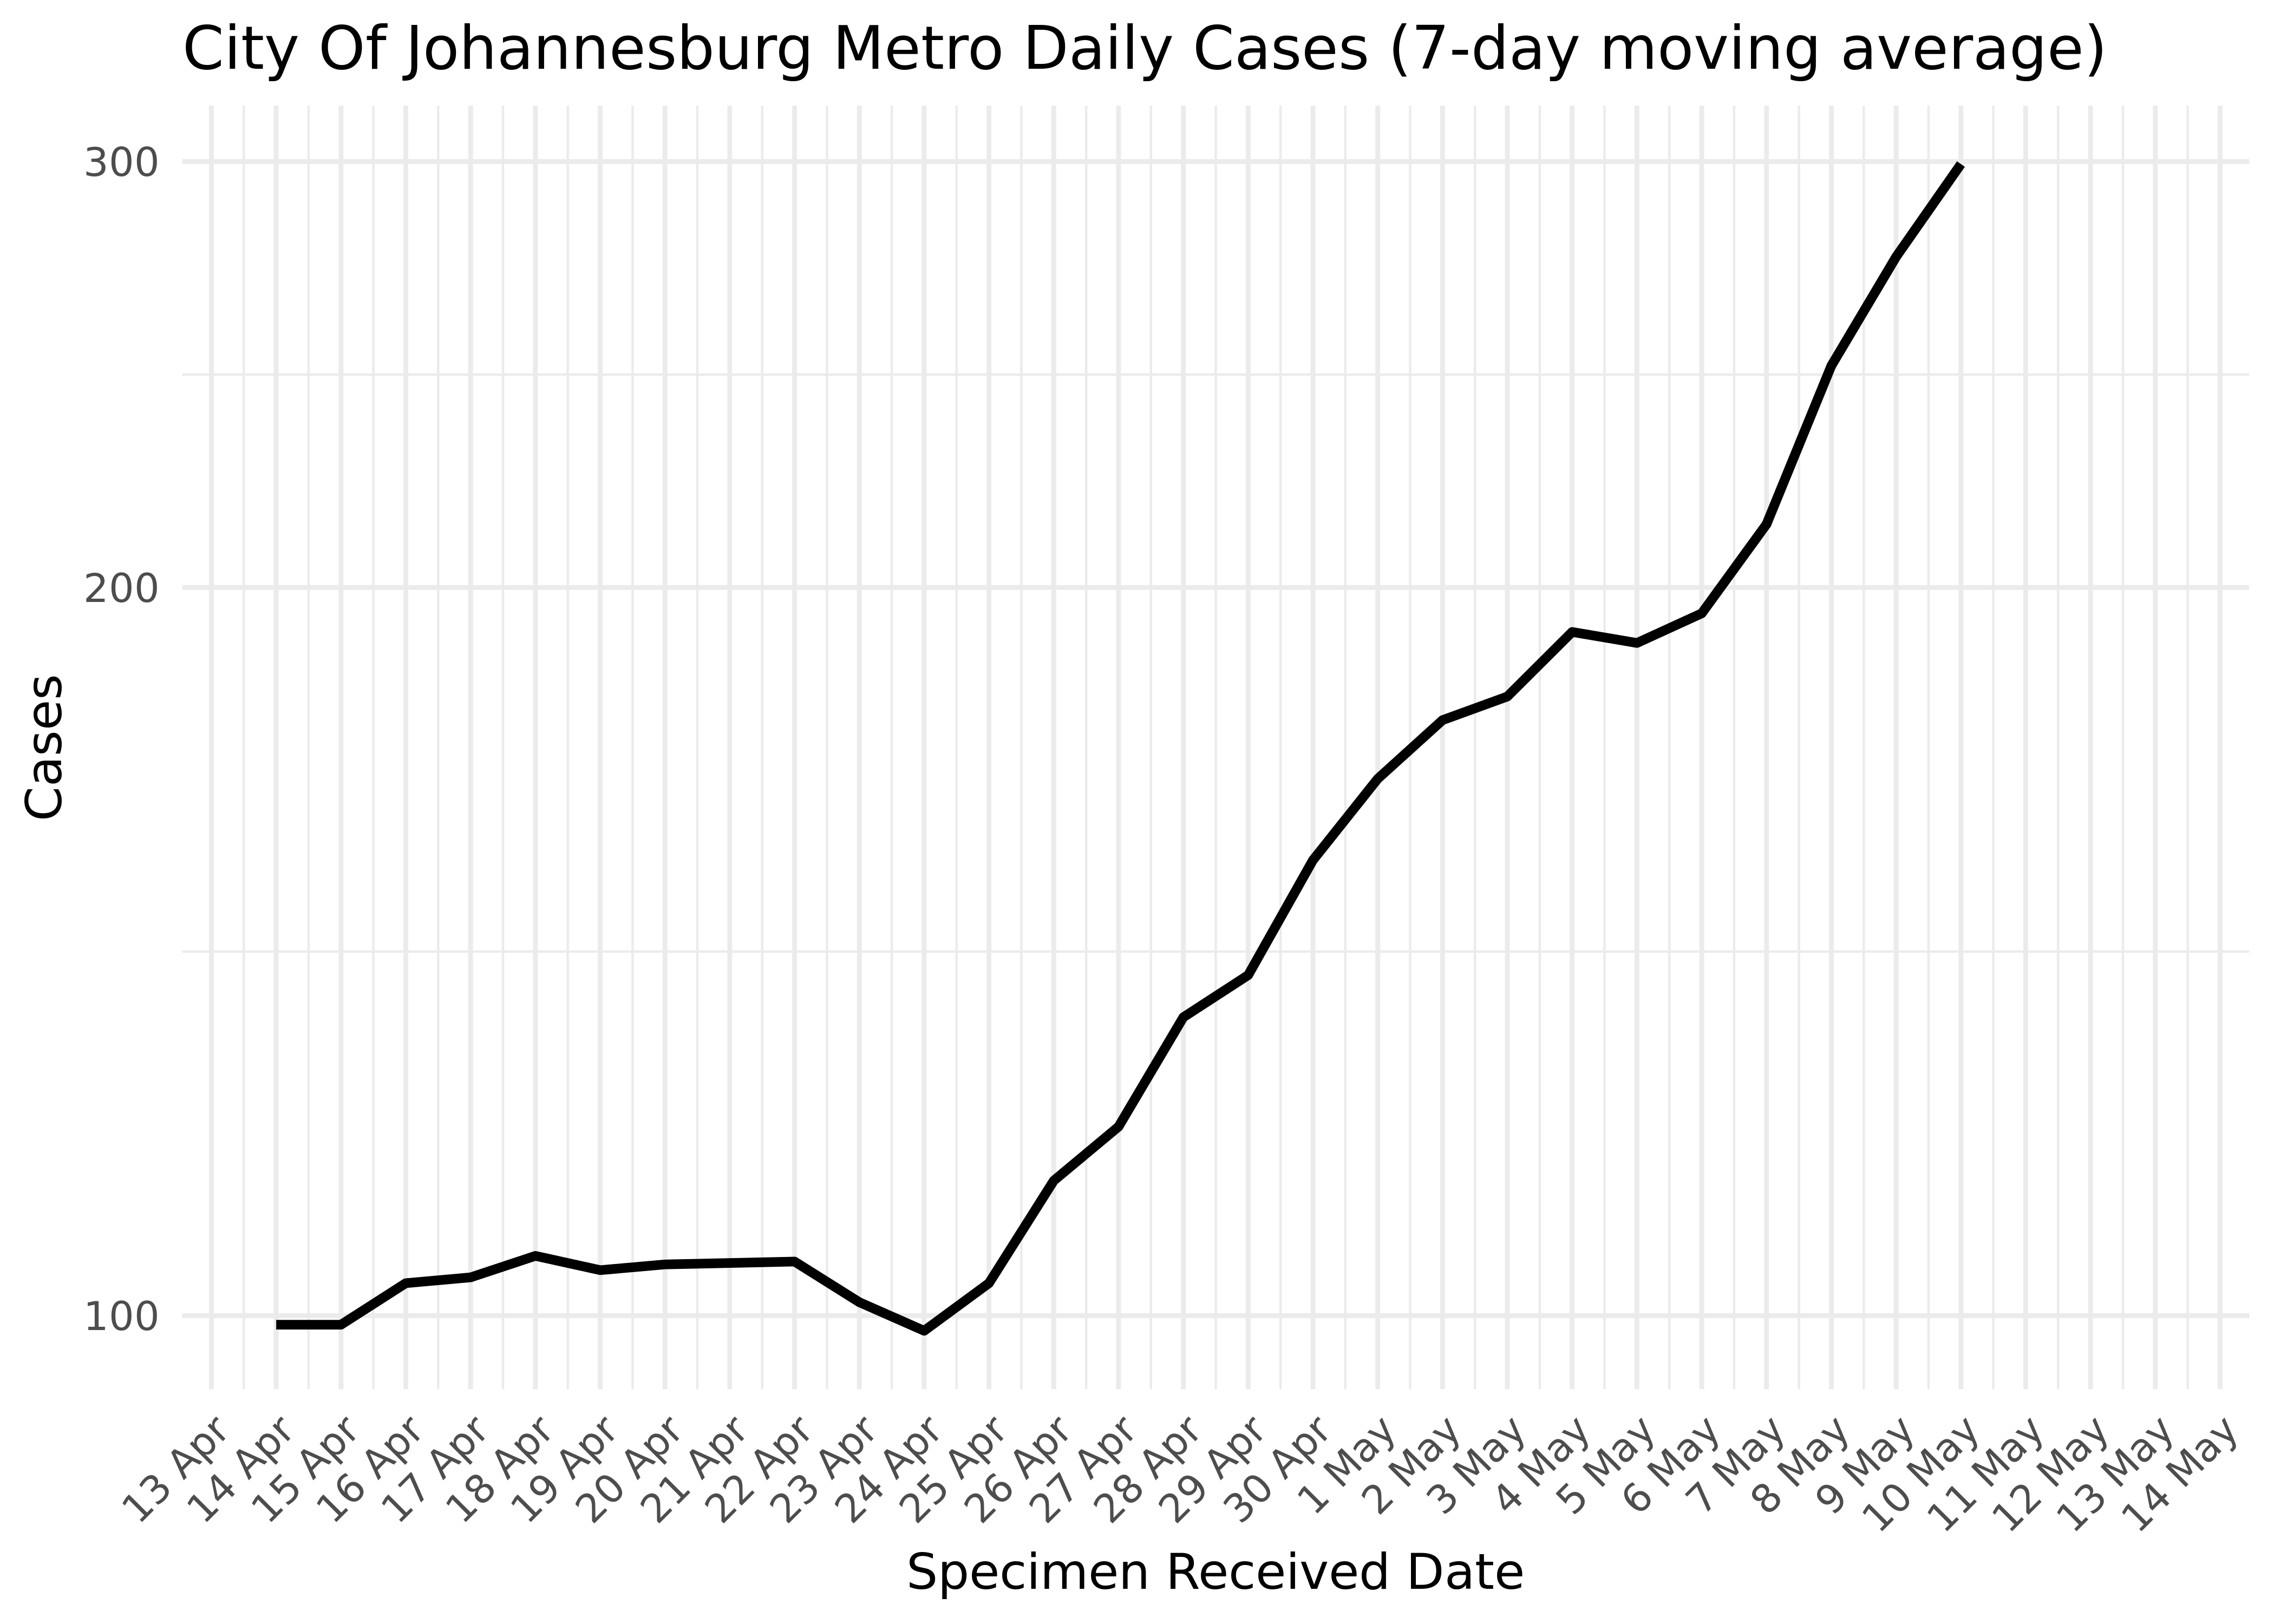 City Of Johannesburg Metro Daily Cases (7-day moving average)
300
200
100
Cases
13 Apr
14 Apr
15 Apr
16 Apr
17 Apr
18 Apr
19 Apr
20 Apr
21 Apr
22 Apr
23 Apr
24 Apr
25 Apr
26 Apr
27 Apr
28 Apr
29 Apr
30 Apr
1 May
2 May
3 May
4 May
5 May
6 May
7 May
8 May
9 May
10 May
11 May
12 May
13 May
14 May
Specimen Received Date